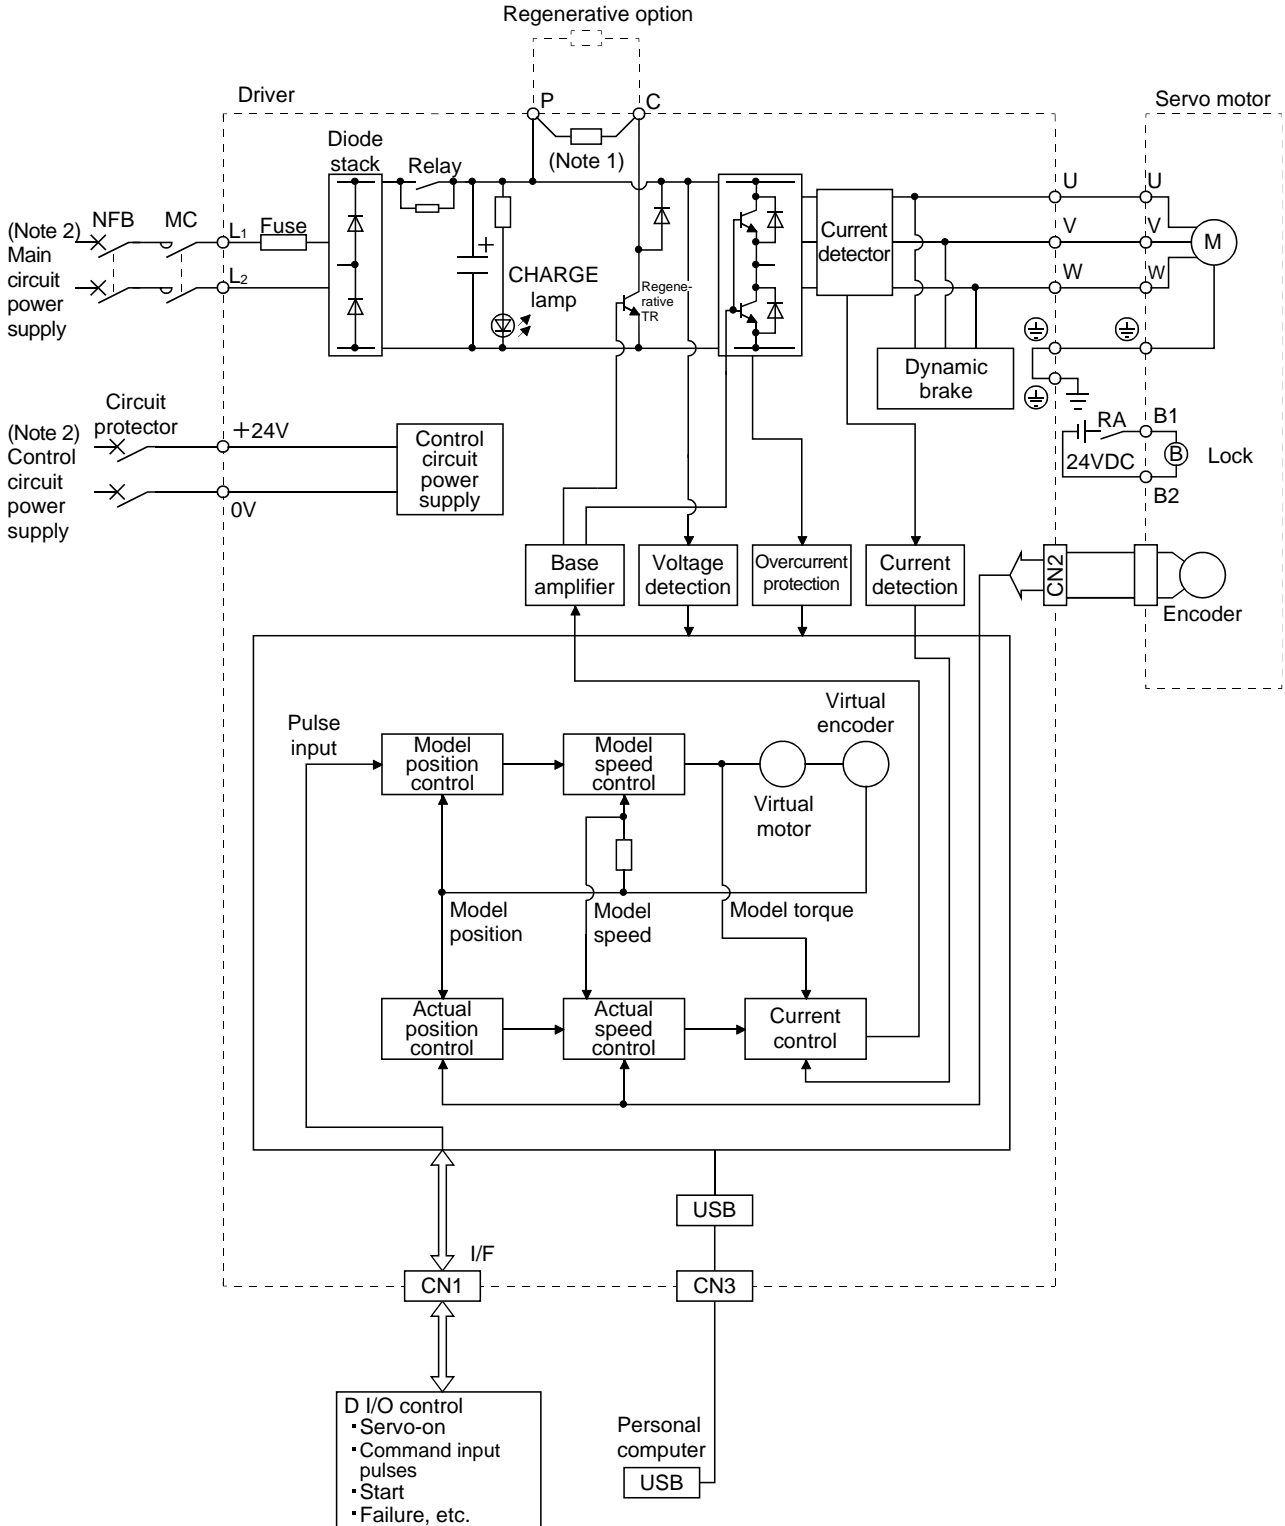 Regenerative option
Driver
P
C
Servo motor
Diode
stack
Relay
(Note 1)
U
U
(Note 2)
Main
circuit
power
supply
NFB
MC
L1
Fuse
Current
detector
V
V
M
L2
CHARGE
lamp
Regene-
rative
TR
W
W
+
Dynamic
brake
Circuit
protector
(Note 2)
Control
circuit
power
supply
+24V
0V
Control
circuit
power
supply
RA
24VDC
B1
B
B2
Lock
Base
amplifier
Voltage
detection
Overcurrent
protection
Current
detection
CN2
Encoder
Pulse
input
Model
position
control
Model
speed
control
Virtual
encoder
Virtual
motor
Model
position
Model
speed
Model torque
Actual
position
control
Actual
speed
control
Current
control
USB
I/F
CN1
CN3
D I/O control
・Servo-on
・Command input
pulses
・Start
・Failure, etc.
Personal
computer
USB